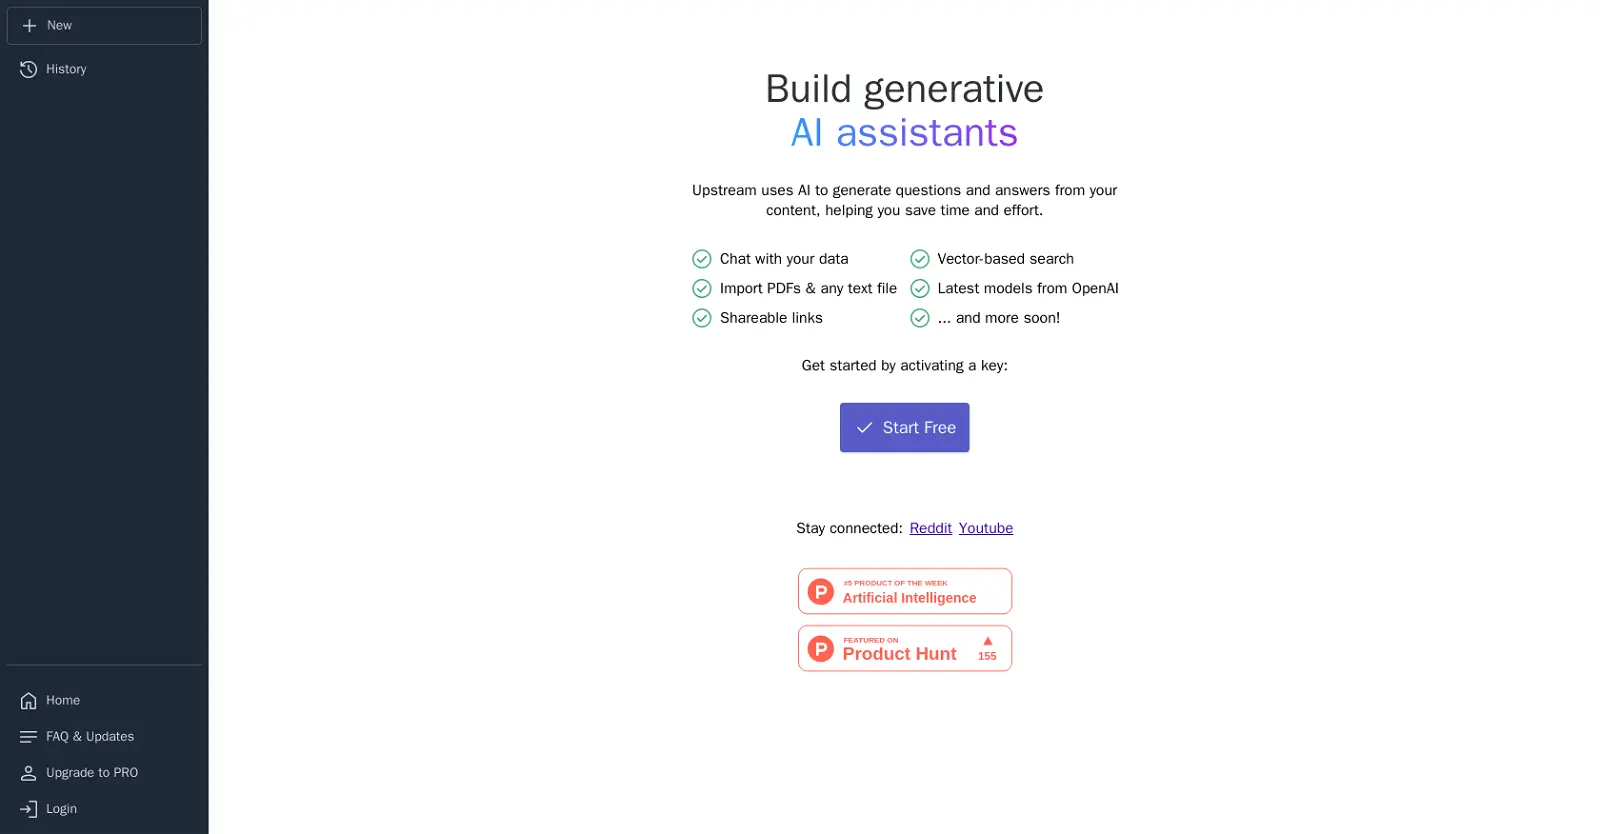 New
History
Home
FAQ & Updates
Upgrade to PRO
Login
Build generative
AI assistants
Upstream uses AI to generate questions and answers from your
content, helping you save time and effort.
Chat with your data
Vector-based search
Import PDFs & any text file
Latest models from OpenAI
Shareable links
... and more soon!
Get started by activating a key:
Start Free
Stay connected: Reddit Youtube
P
#5 PRODUCT OF THE WEEK
Artificial Intelligence
P
FEATURED ON
Product Hunt
155